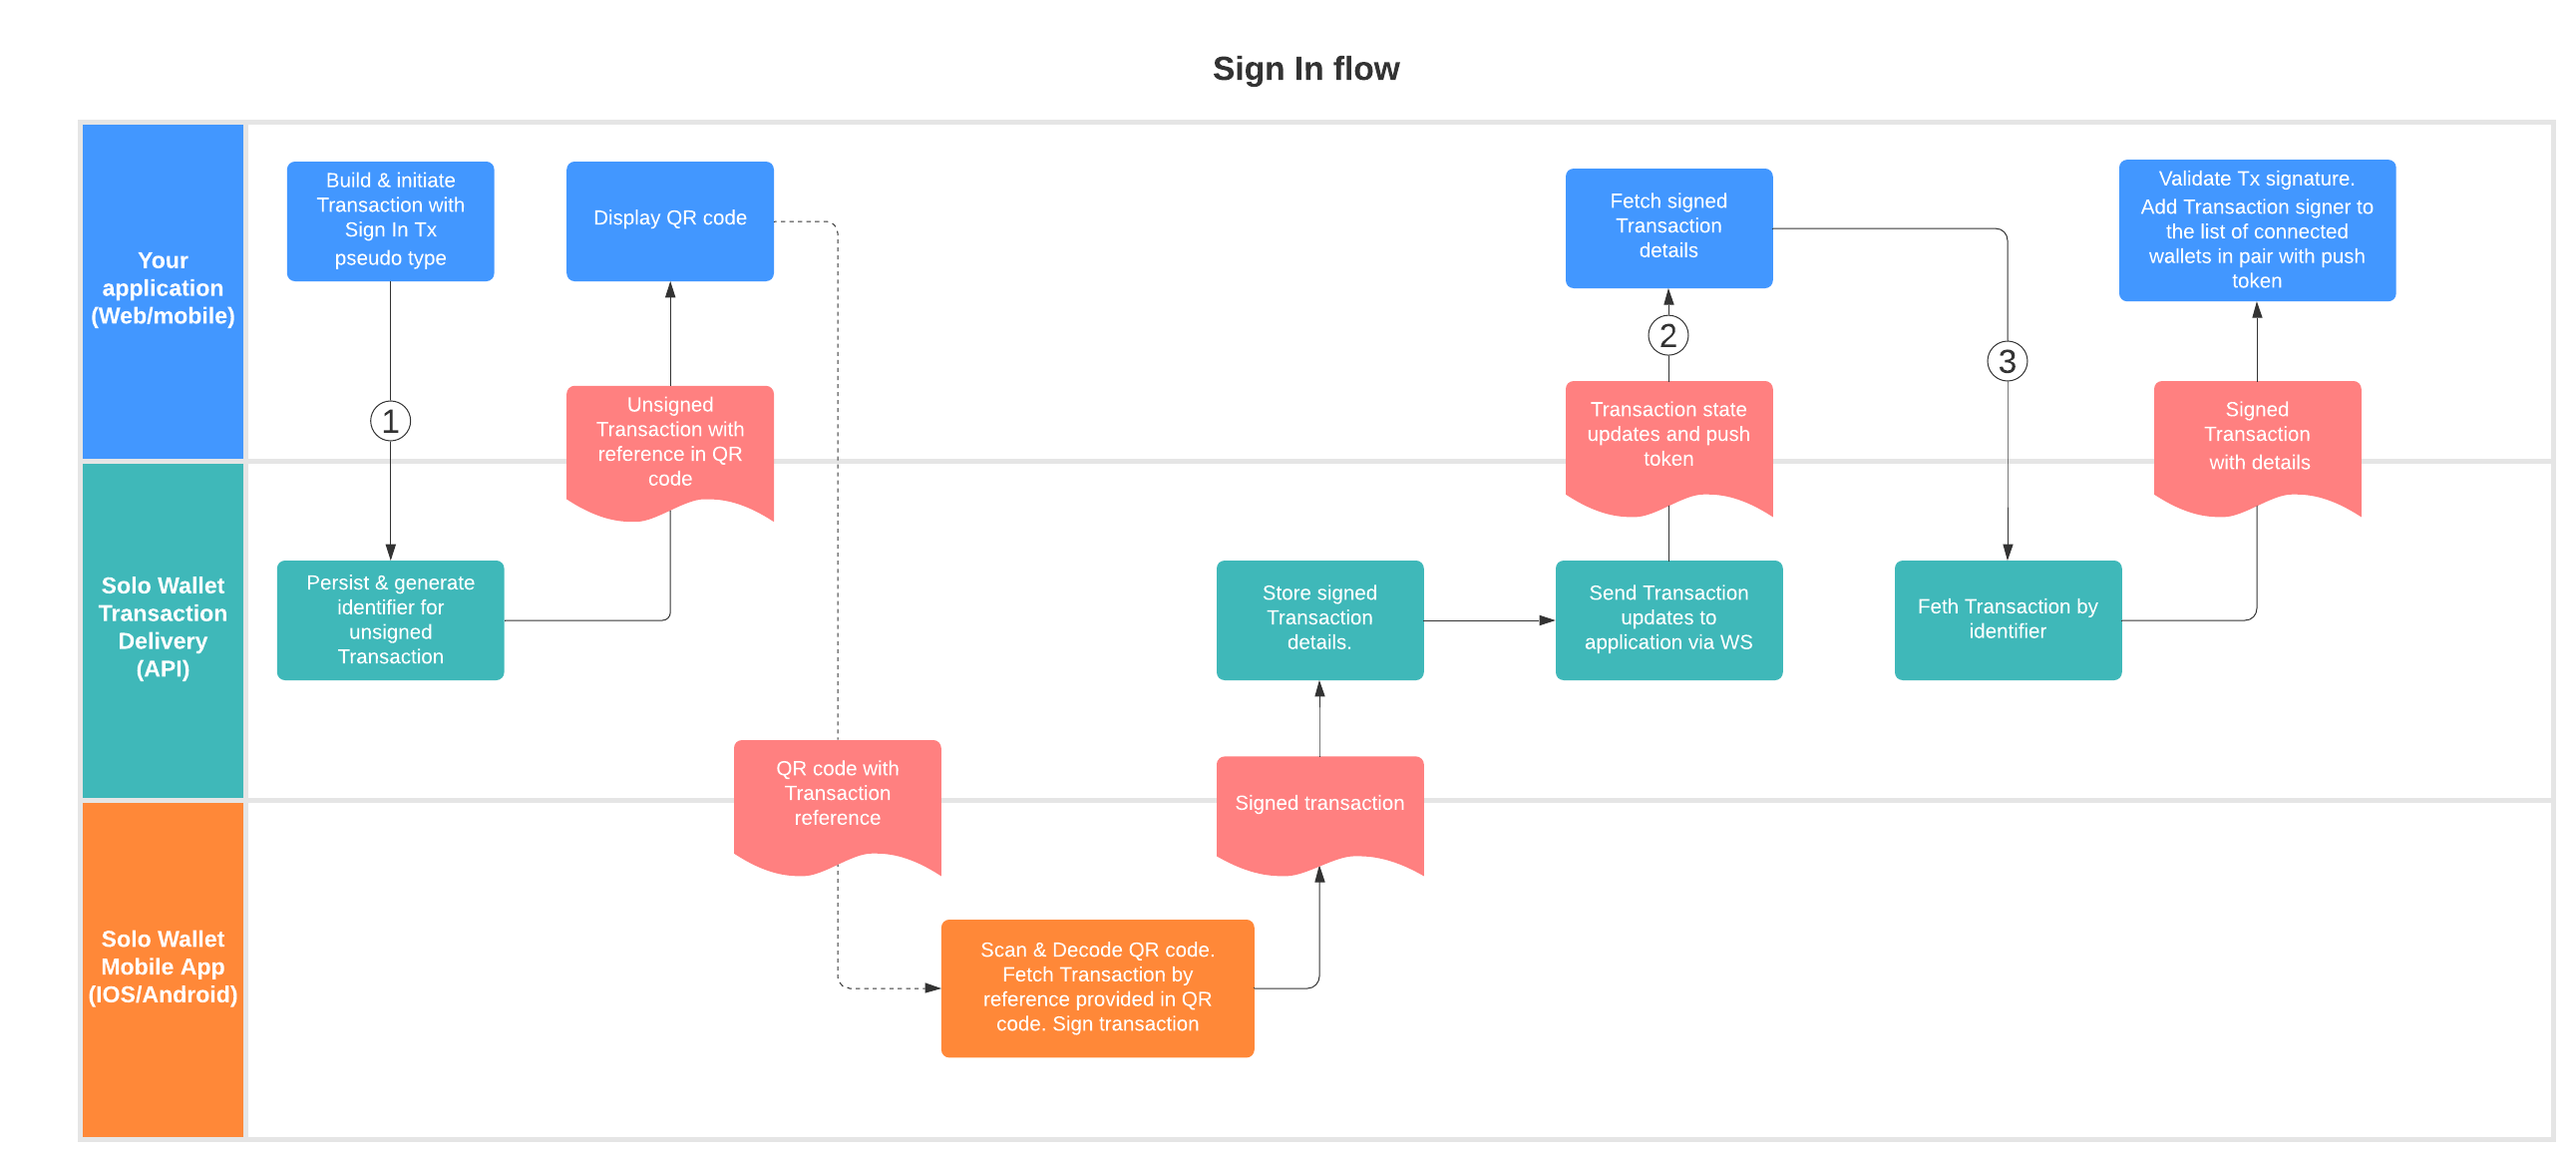 Sign In flow
Your
application
(Web/mobile)
Build & initiate
Transaction with
Sign In Tx
pseudo type
Display QR code
Fetch signed
Transaction
details
Validate Tx signature.
Add Transaction signer to
the list of connected
wallets in pair with push
token
1
2
3
Unsigned
Transaction with
reference in QR
code
Transaction state
updates and push
token
Signed
Transaction
with details
Solo Wallet
Transaction
Delivery
(API)
Persist & generate
identifier for
unsigned
Transaction
Store signed
Transaction
details.
Send Transaction
updates to
application via WS
Feth Transaction by
identifier
QR code with
Transaction
reference
Signed transaction
Solo Wallet
Mobile App
(IOS/Android)
Scan & Decode QR code.
Fetch Transaction by
reference provided in QR
code. Sign transaction